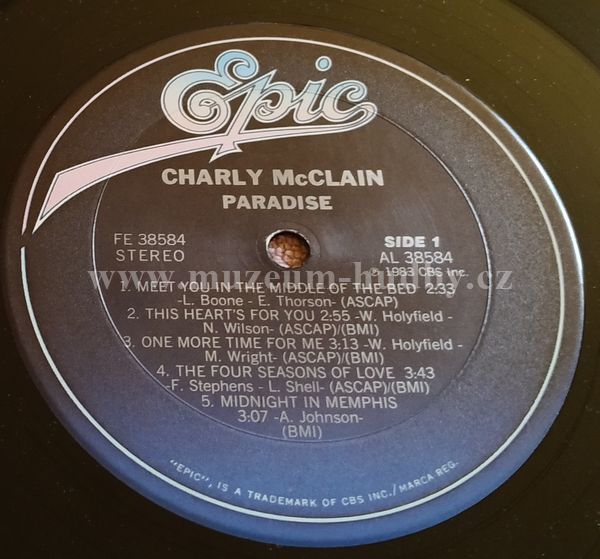 Epic
CHARLY McCLAIN
PARADISE
FE 38584
STEREO
SIDE 1
AL 38584
℗ 1983 CBS Inc.
www.muzeum-hudby.cz
1. MEET YOU IN THE MIDDLE OF THE BED 2:33
-L. Boone - E. Thorson- (ASCAP)
2. THIS HEART'S FOR YOU 2:55 -W. Holyfield -
N. Wilson- (ASCAP)/(BMI)
3. ONE MORE TIME FOR ME 3:13 -W. Holyfield -
M. Wright- (ASCAP)/(BMI)
4. THE FOUR SEASONS OF LOVE 3:43
-F. Stephens - L. Shell- (ASCAP)/(BMI)
5. MIDNIGHT IN MEMPHIS
3:07 -A. Johnson-
(BMI)
"EPIC", IS A TRADEMARK OF CBS INC./MARCA REG.